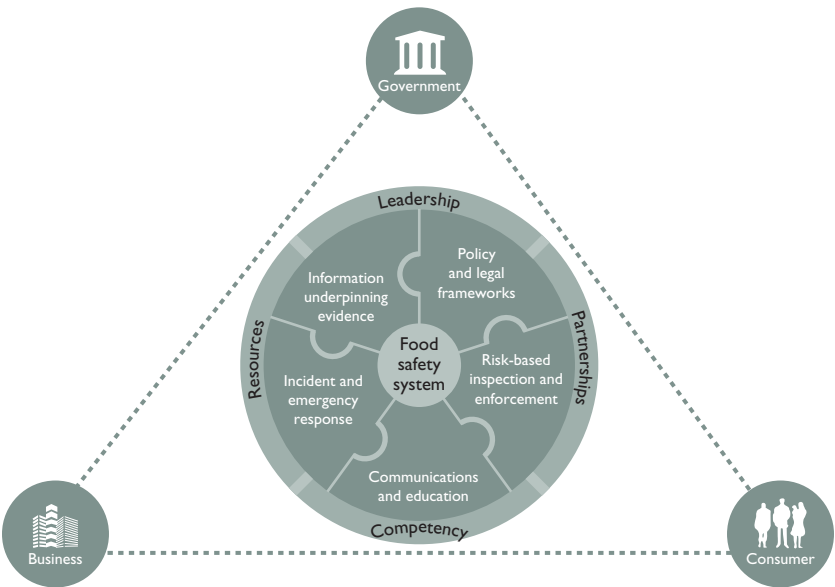 Government
Leadership
Policy
and legal
frameworks
Information
underpinning
evidence
Partnerships
Resources
Food
safety
system
Risk-based
inspection and
enforcement
Incident and
emergency
response
Communications
and education
Competency
Business
Consumer